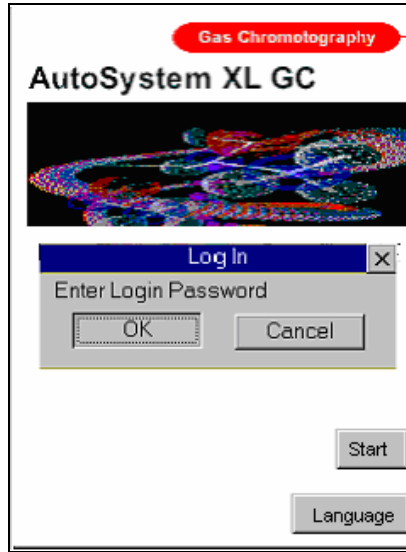 Gas Chromotography
AutoSystem XL GC
Log In
Enter Login Password
OK Cancel
Start
Language